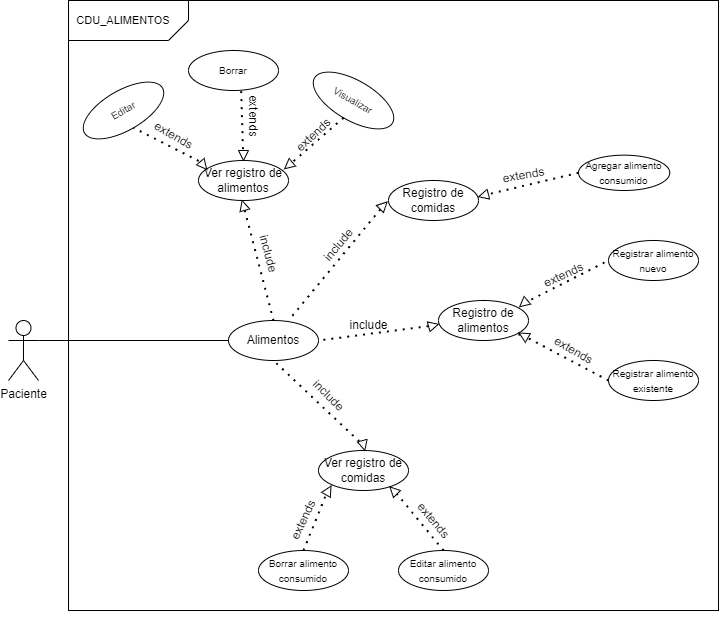 CDU_ALIMENTOS
Borrar
Editar
Visualizar
extends
extends
extends
Ver registro de
alimentos
Agregar alimento
consumido
extends
Registro de
comidas
include
include
Registrar alimento
nuevo
extends
Registro de
alimentos
include
Alimentos
extends
Registrar alimento
existente
Paciente
include
Ver registro de
comidas
extends
extends
Borrar alimento
consumido
Editar alimento
consumido